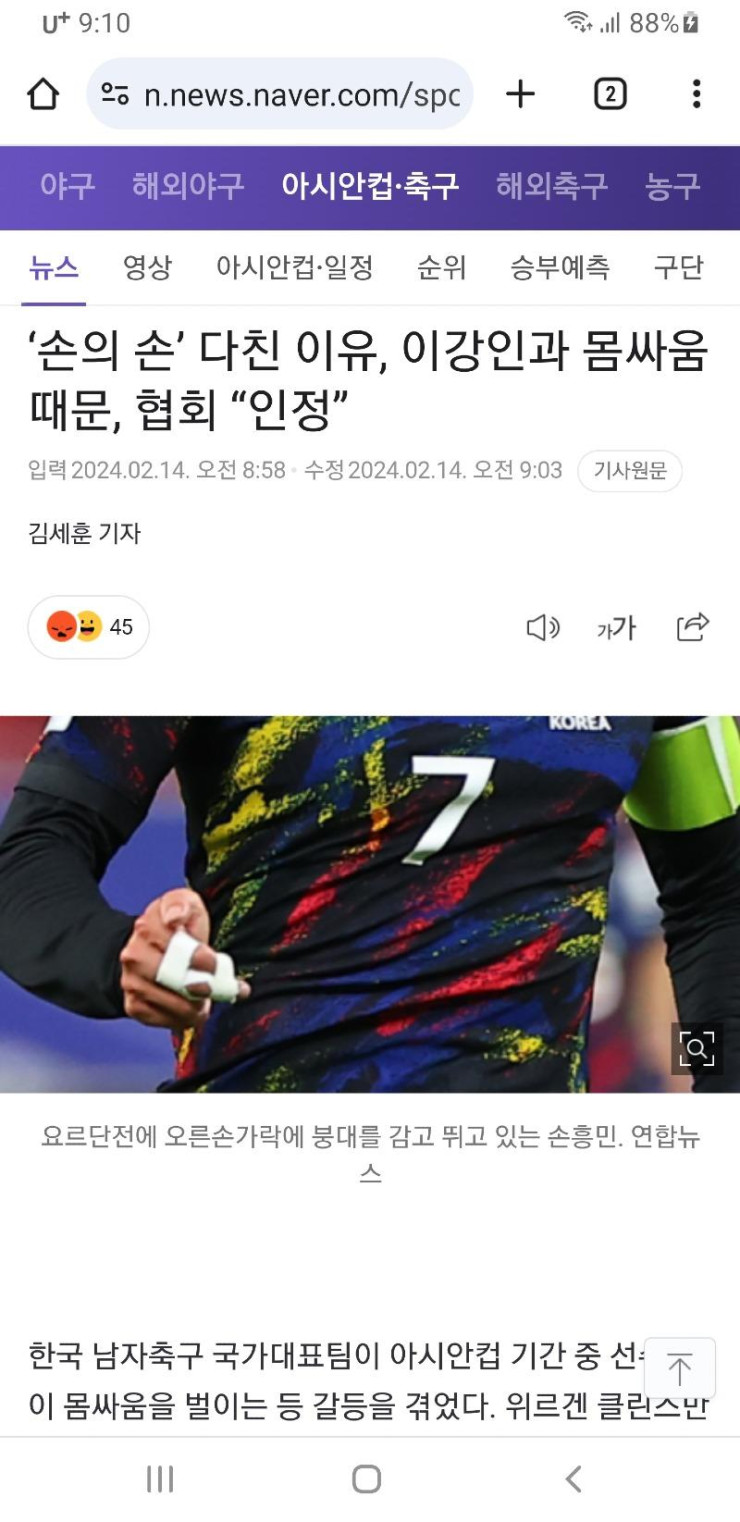 U+ 9:10 88%
n.news.naver.com/spc 2
야구 해외야구 아시안컵·축구 해외축구 농구
뉴스 영상 아시안컵·일정 순위 승부예측 구단
‘손의 손’ 다친 이유, 이강인과 몸싸움
때문, 협회 “인정”
입력 2024.02.14. 오전 8:58 · 수정 2024.02.14. 오전 9:03 기사원문
김세훈 기자
45 가가
KOREA
7
요르단전에 오른손가락에 붕대를 감고 뛰고 있는 손흥민. 연합뉴
스
한국 남자축구 국가대표팀이 아시안컵 기간 중
이 몸싸움을 벌이는 등 갈등을 겪었다. 위르겐 클린스만